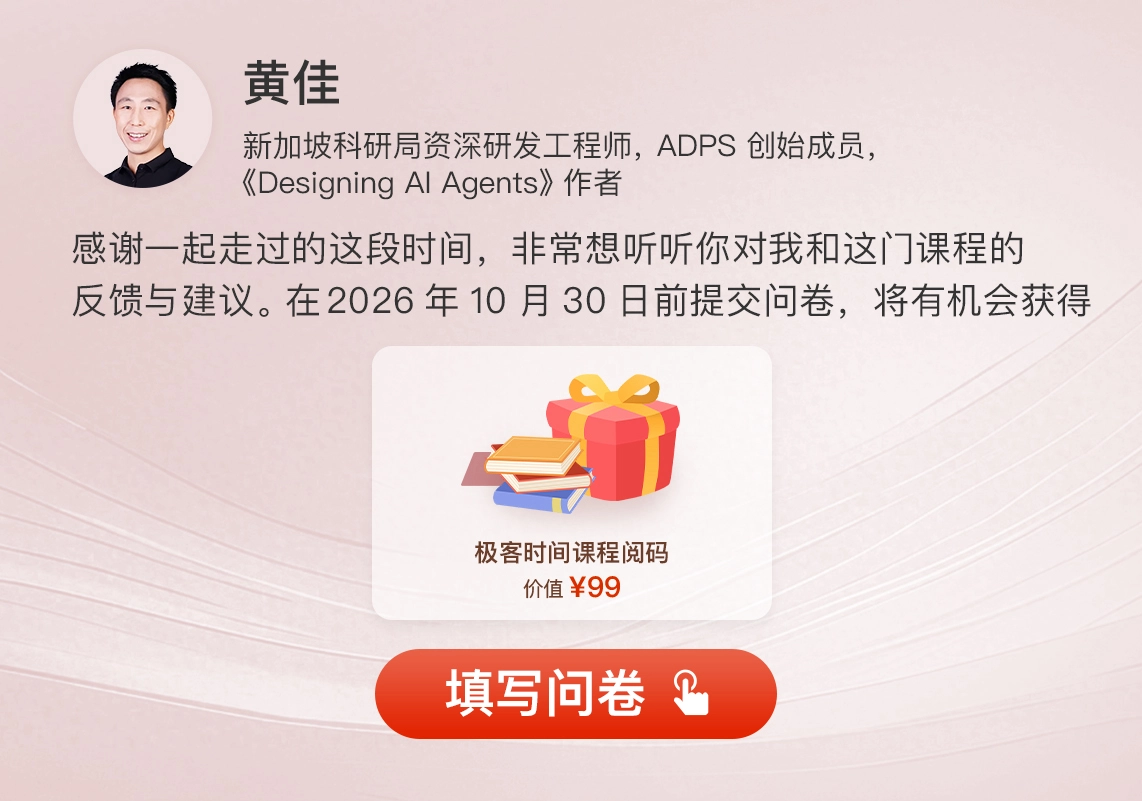 黄佳
新加坡科研局资深研发工程师，ADPS 创始成员，
《Designing AI Agents》作者
感谢一起走过的这段时间，非常想听听你对我和这门课程的
反馈与建议。在 2026 年 10 月 30 日前提交问卷，将有机会获得
极客时间课程阅码
价值 ¥99
填写问卷